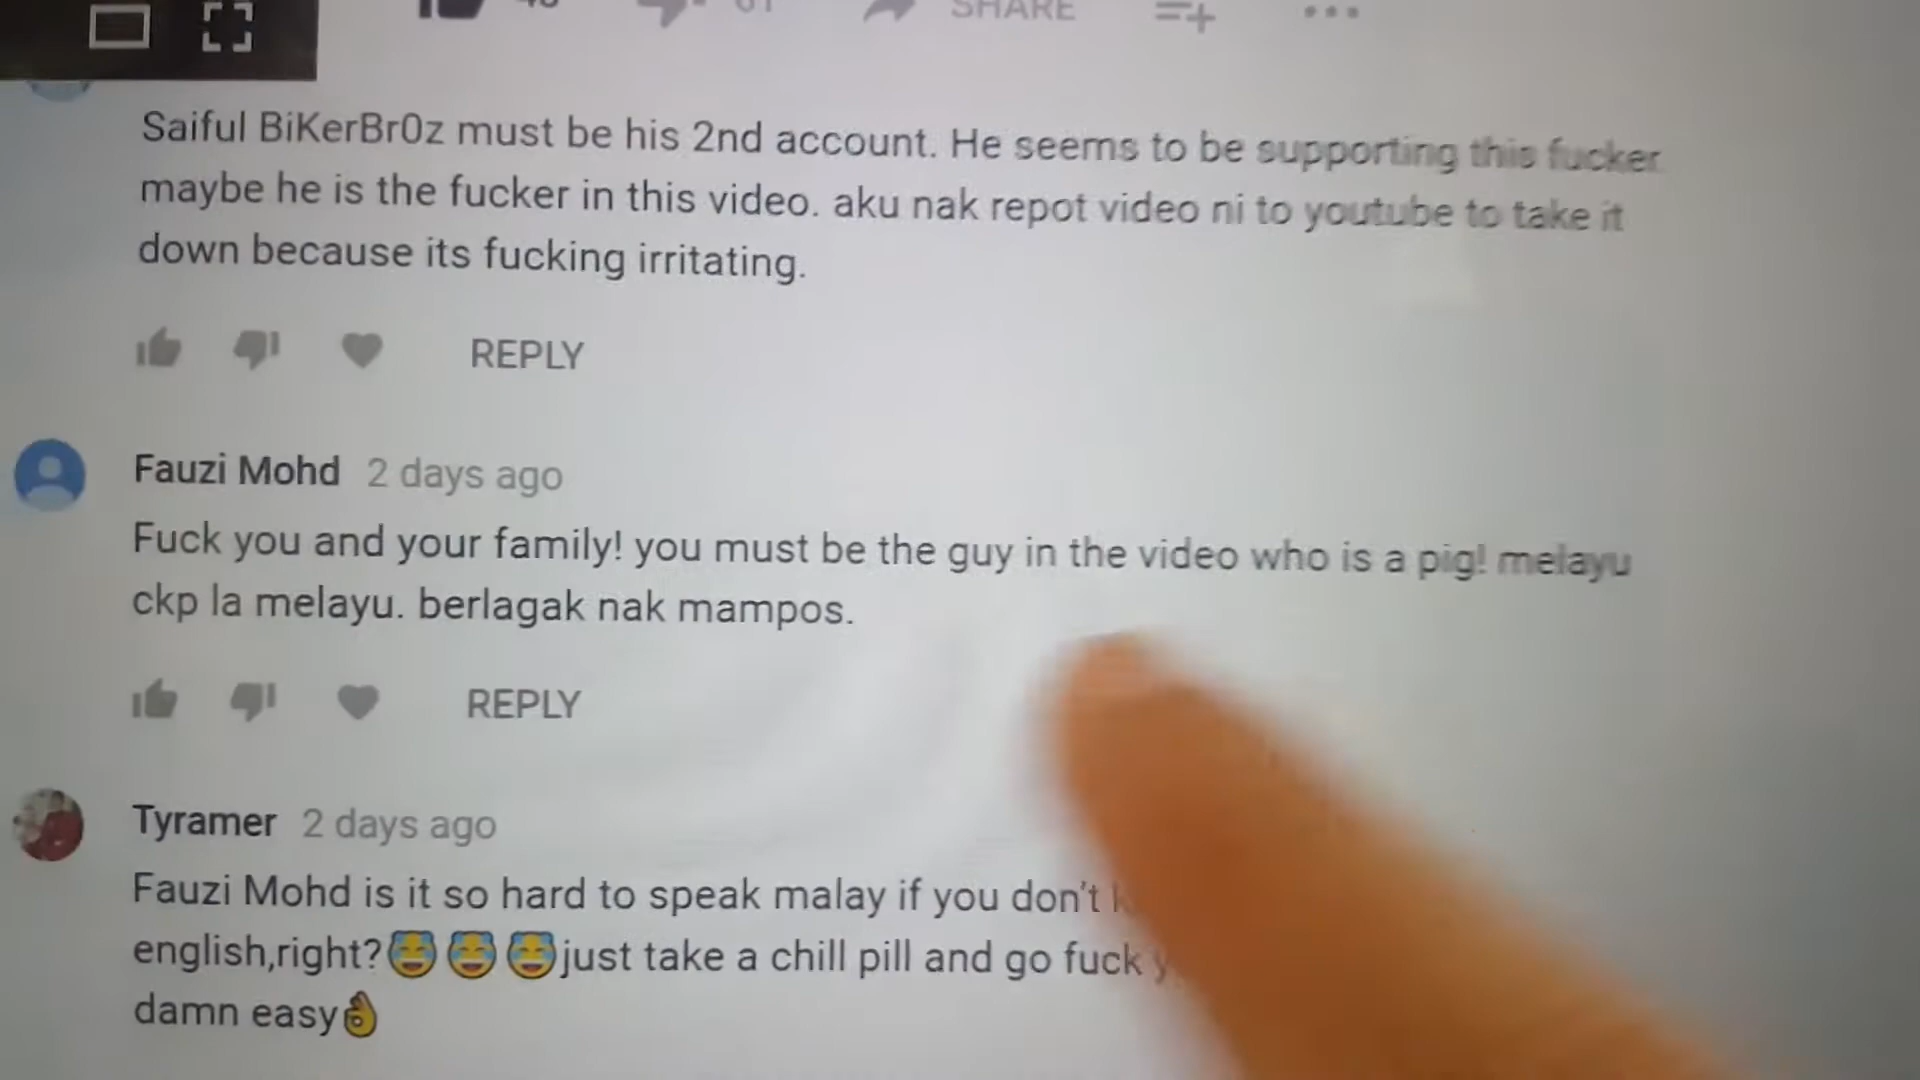 SHARE
Saiful BiKerBr0z must be his 2nd account. He seems to be supporting this fucker
maybe he is the fucker in this video. aku nak repot video ni to youtube to take it
down because its fucking irritating.
REPLY
Fauzi Mohd 2 days ago
Fuck you and your family! you must be the guy in the video who is a pig! melayu
ckp la melayu. berlagak nak mampos.
REPLY
Tyramer 2 days ago
Fauzi Mohd is it so hard to speak malay if you don't
english,right?😂😂😂just take a chill pill and go fuck
damn easy👌